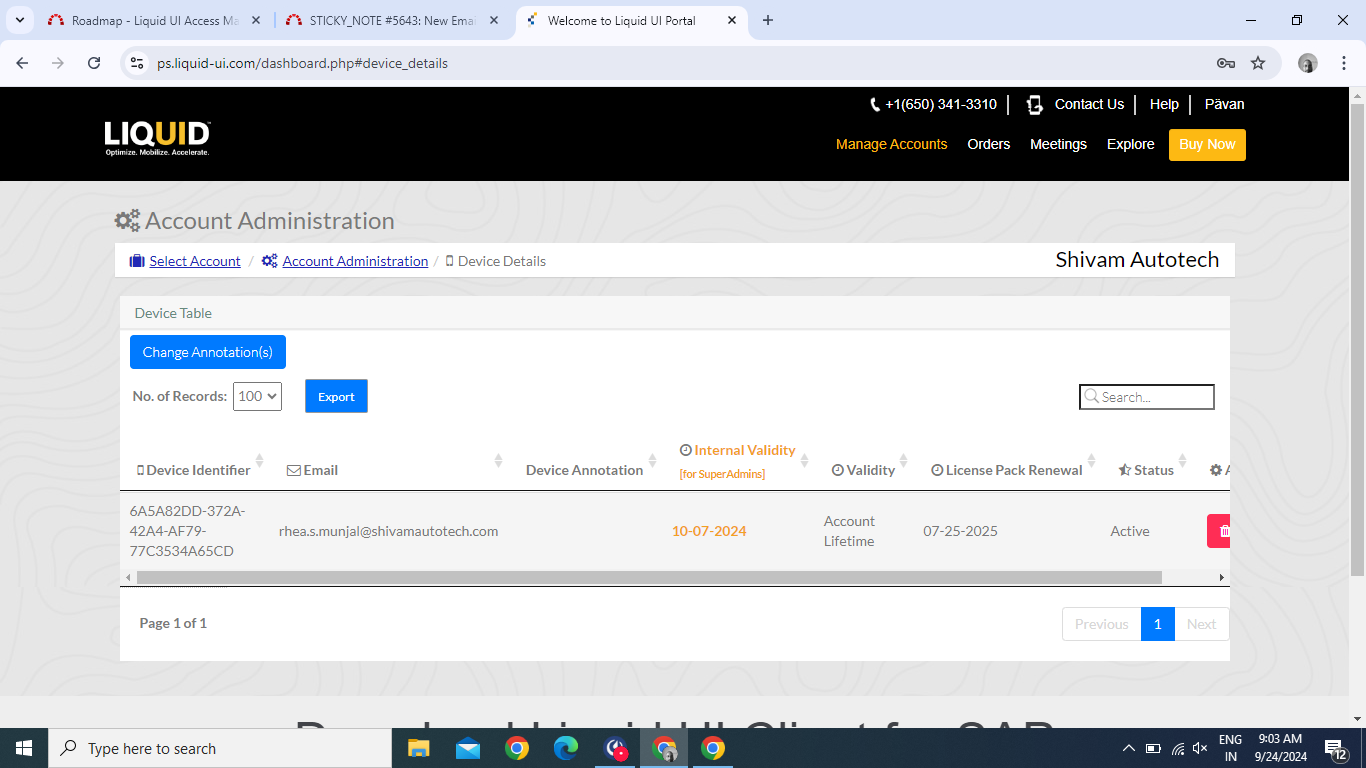 Roadmap - Liquid UI Access Ma
STICKY_NOTE #5643: New Emai
Welcome to Liquid UI Portal
ps.liquid-ui.com/dashboard.php#device_details
+1(650) 341-3310
Contact Us
Help
Pāvan
LIQUID™
Optimize. Mobilize. Accelerate.
Manage Accounts
Orders
Meetings
Explore
Buy Now
Account Administration
Select Account / Account Administration / Device Details
Shivam Autotech
Device Table
Change Annotation(s)
No. of Records: 100
Export
Search...
Device Identifier
Email
Device Annotation
Internal Validity
[for SuperAdmins]
Validity
License Pack Renewal
Status
A
6A5A82DD-372A-
42A4-AF79-
77C3534A65CD
rhea.s.munjal@shivamautotech.com
10-07-2024
Account
Lifetime
07-25-2025
Active
Page 1 of 1
Previous
1
Next
Type here to search
ENG
IN
9:03 AM
9/24/2024
12